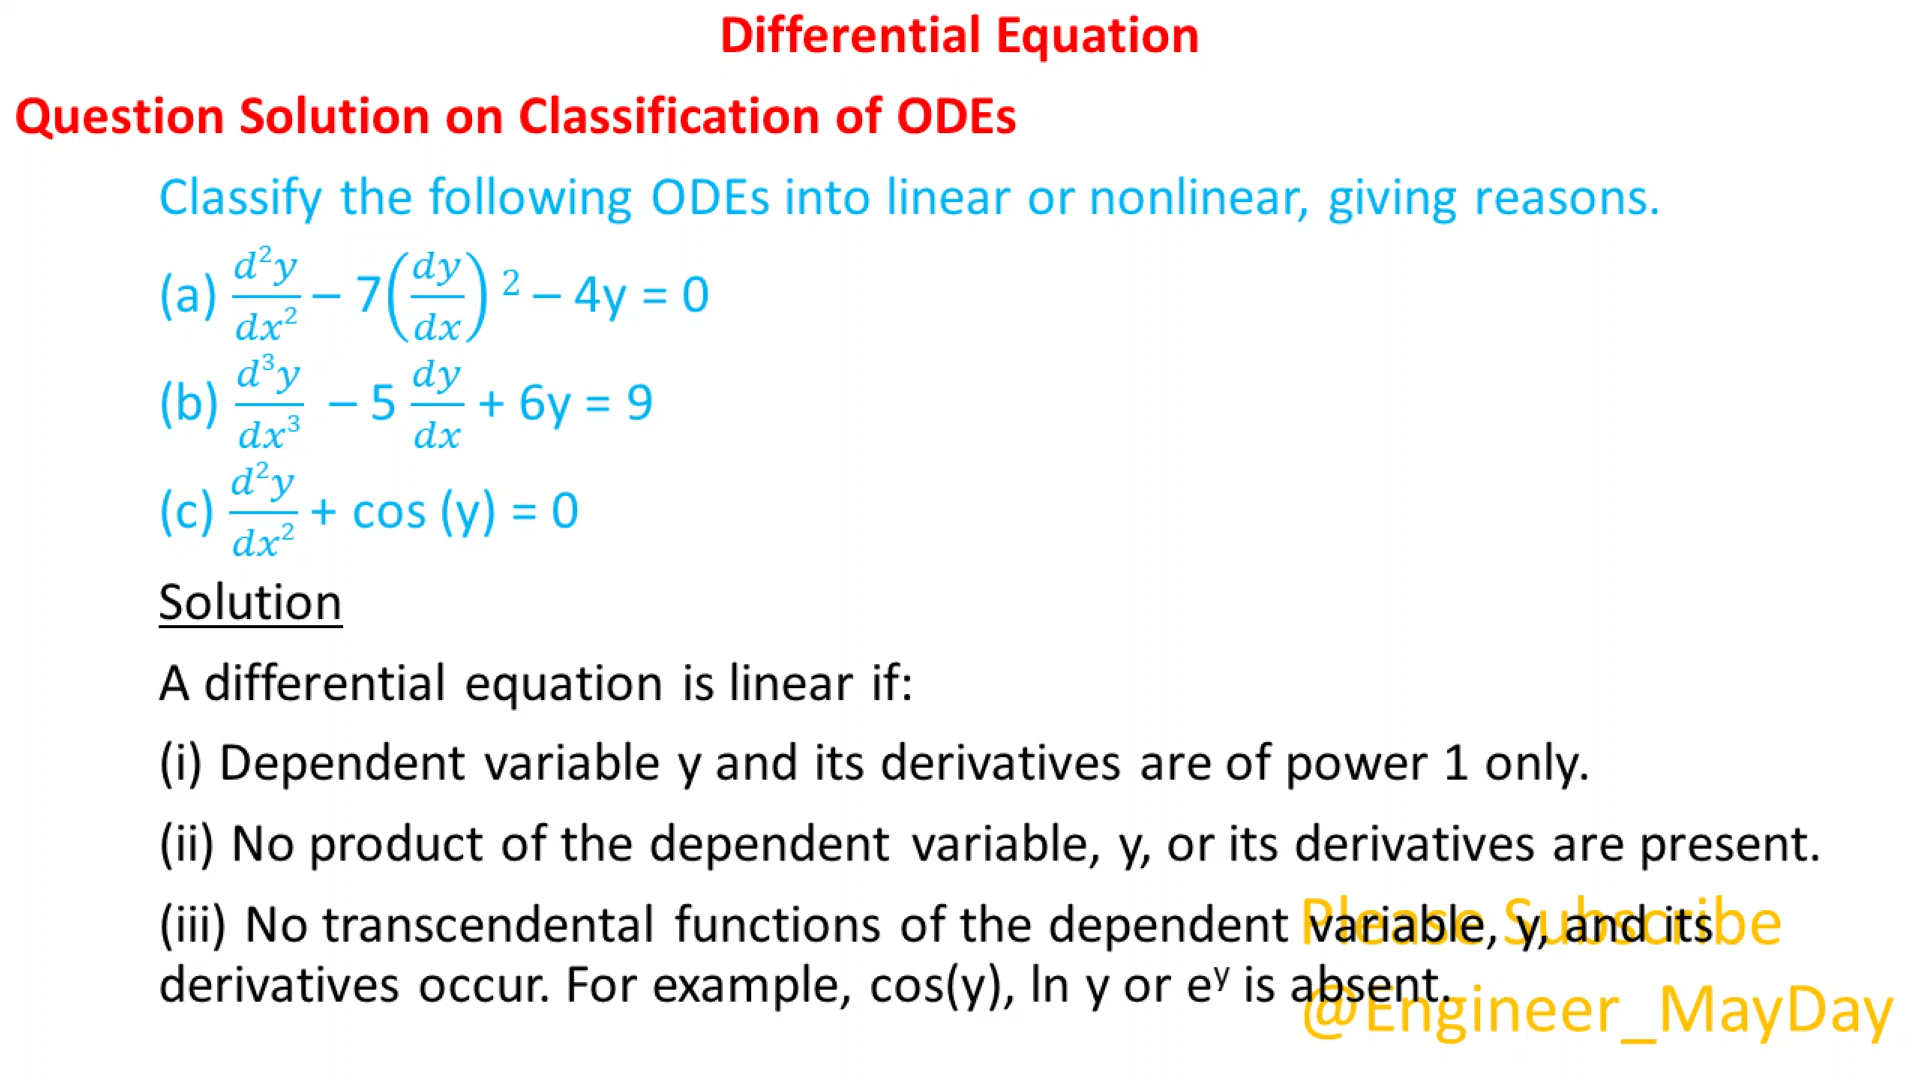 Differential Equation
Question Solution on Classification of ODEs
Classify the following ODEs into linear or nonlinear, giving reasons.
(a) d²y/dx² – 7(dy/dx)² – 4y = 0
(b) d³y/dx³ – 5 dy/dx + 6y = 9
(c) d²y/dx² + cos (y) = 0
Solution
A differential equation is linear if:
(i) Dependent variable y and its derivatives are of power 1 only.
(ii) No product of the dependent variable, y, or its derivatives are present.
(iii) No transcendental functions of the dependent variable, y, and its
derivatives occur. For example, cos(y), ln y or eʸ is absent.
Please Subscribe
@Engineer_MayDay